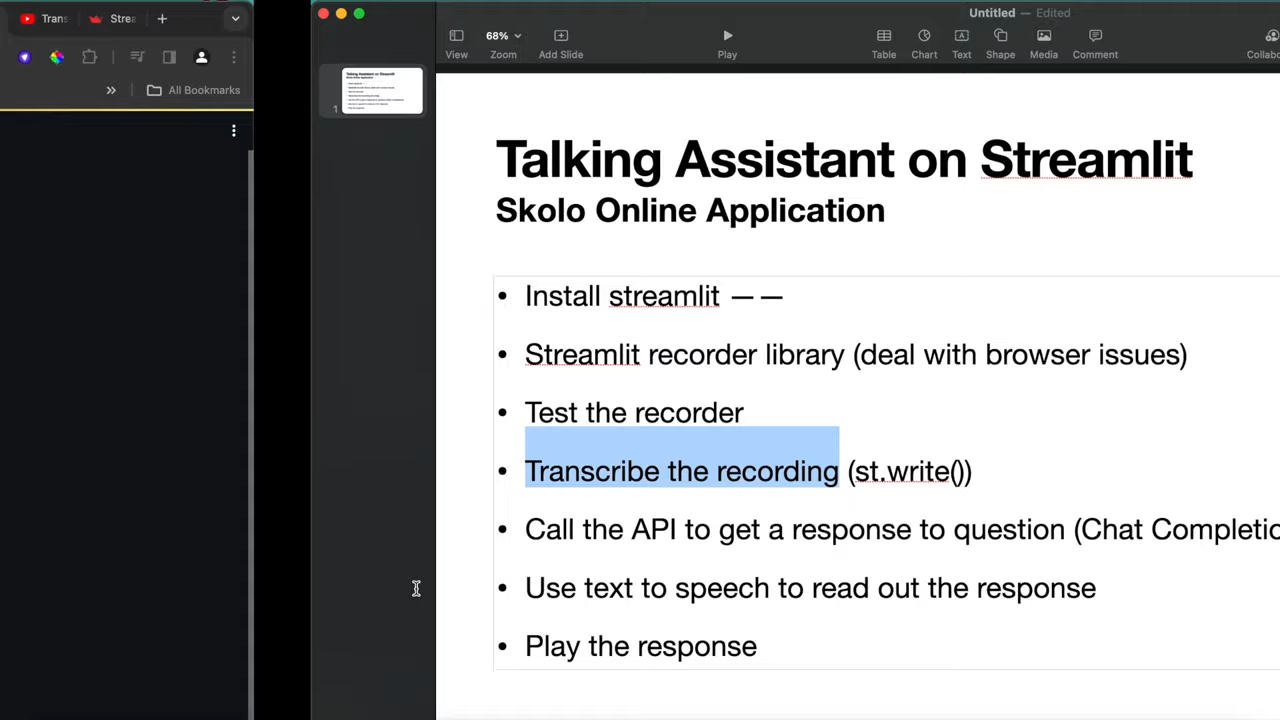 Trans
Strea
All Bookmarks
Untitled — Edited
68%
View
Zoom
Add Slide
Play
Table
Chart
Text
Shape
Media
Comment
Collabo
1
Talking Assistant on Streamlit
Skolo Online Application
• Install streamlit — —
• Streamlit recorder library (deal with browser issues)
• Test the recorder
• Transcribe the recording (st.write())
• Call the API to get a response to question (Chat Completio
• Use text to speech to read out the response
• Play the response